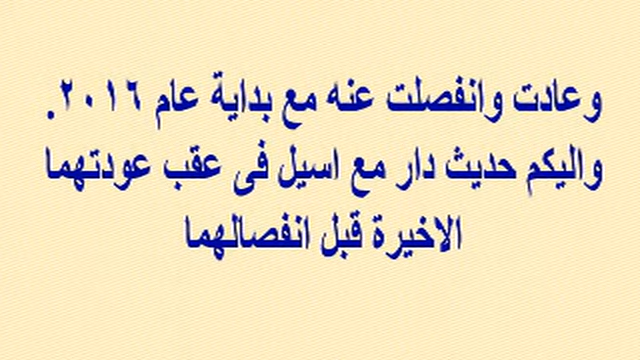 وعادت وانفصلت عنه مع بداية عام ٢٠١٦.
واليكم حديث دار مع اسيل فى عقب عودتهما
الاخيرة قبل انفصالهما